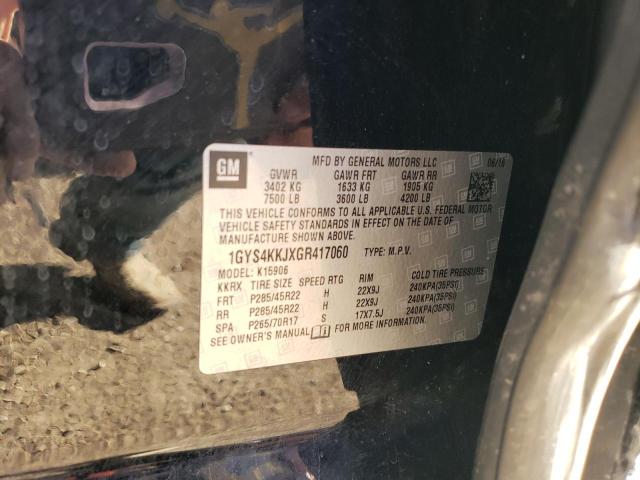 GM
MFD BY GENERAL MOTORS LLC 06/16
GVWR GAWR FRT GAWR RR
3402 KG 1633 KG 1905 KG
7500 LB 3600 LB 4200 LB
THIS VEHICLE CONFORMS TO ALL APPLICABLE U.S. FEDERAL MOTOR
VEHICLE SAFETY STANDARDS IN EFFECT ON THE DATE OF
MANUFACTURE SHOWN ABOVE.
1GYS4KKJXGR417060 TYPE: M.P.V.
MODEL: K15906
KKRX TIRE SIZE SPEED RTG RIM COLD TIRE PRESSURE
FRT P285/45R22 H 22X9J 240KPA(35PSI)
RR P285/45R22 H 22X9J 240KPA(35PSI)
SPA P265/70R17 S 17X7.5J 240KPA(35PSI)
SEE OWNER'S MANUAL FOR MORE INFORMATION.